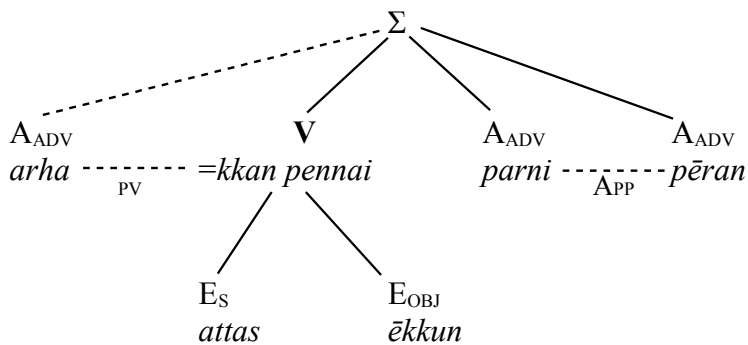 Σ
A_ADV V A_ADV A_ADV
arha =kkan pennai parni pēran
PV A_PP
E_S E_OBJ
attas ēkkun